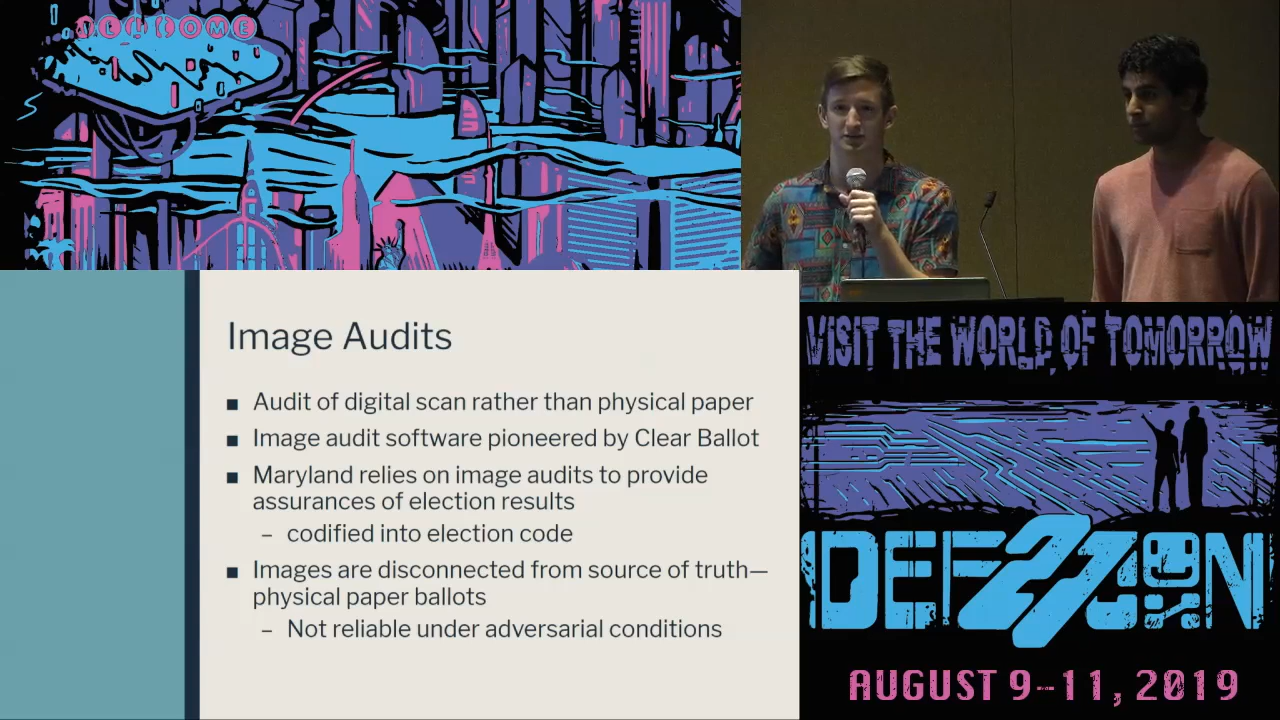 WELCOME
Image Audits
■ Audit of digital scan rather than physical paper
■ Image audit software pioneered by Clear Ballot
■ Maryland relies on image audits to provide
assurances of election results
– codified into election code
■ Images are disconnected from source of truth—
physical paper ballots
– Not reliable under adversarial conditions
VISIT THE WORLD OF TOMORROW
DEF 27 CON
AUGUST 9--11, 2019